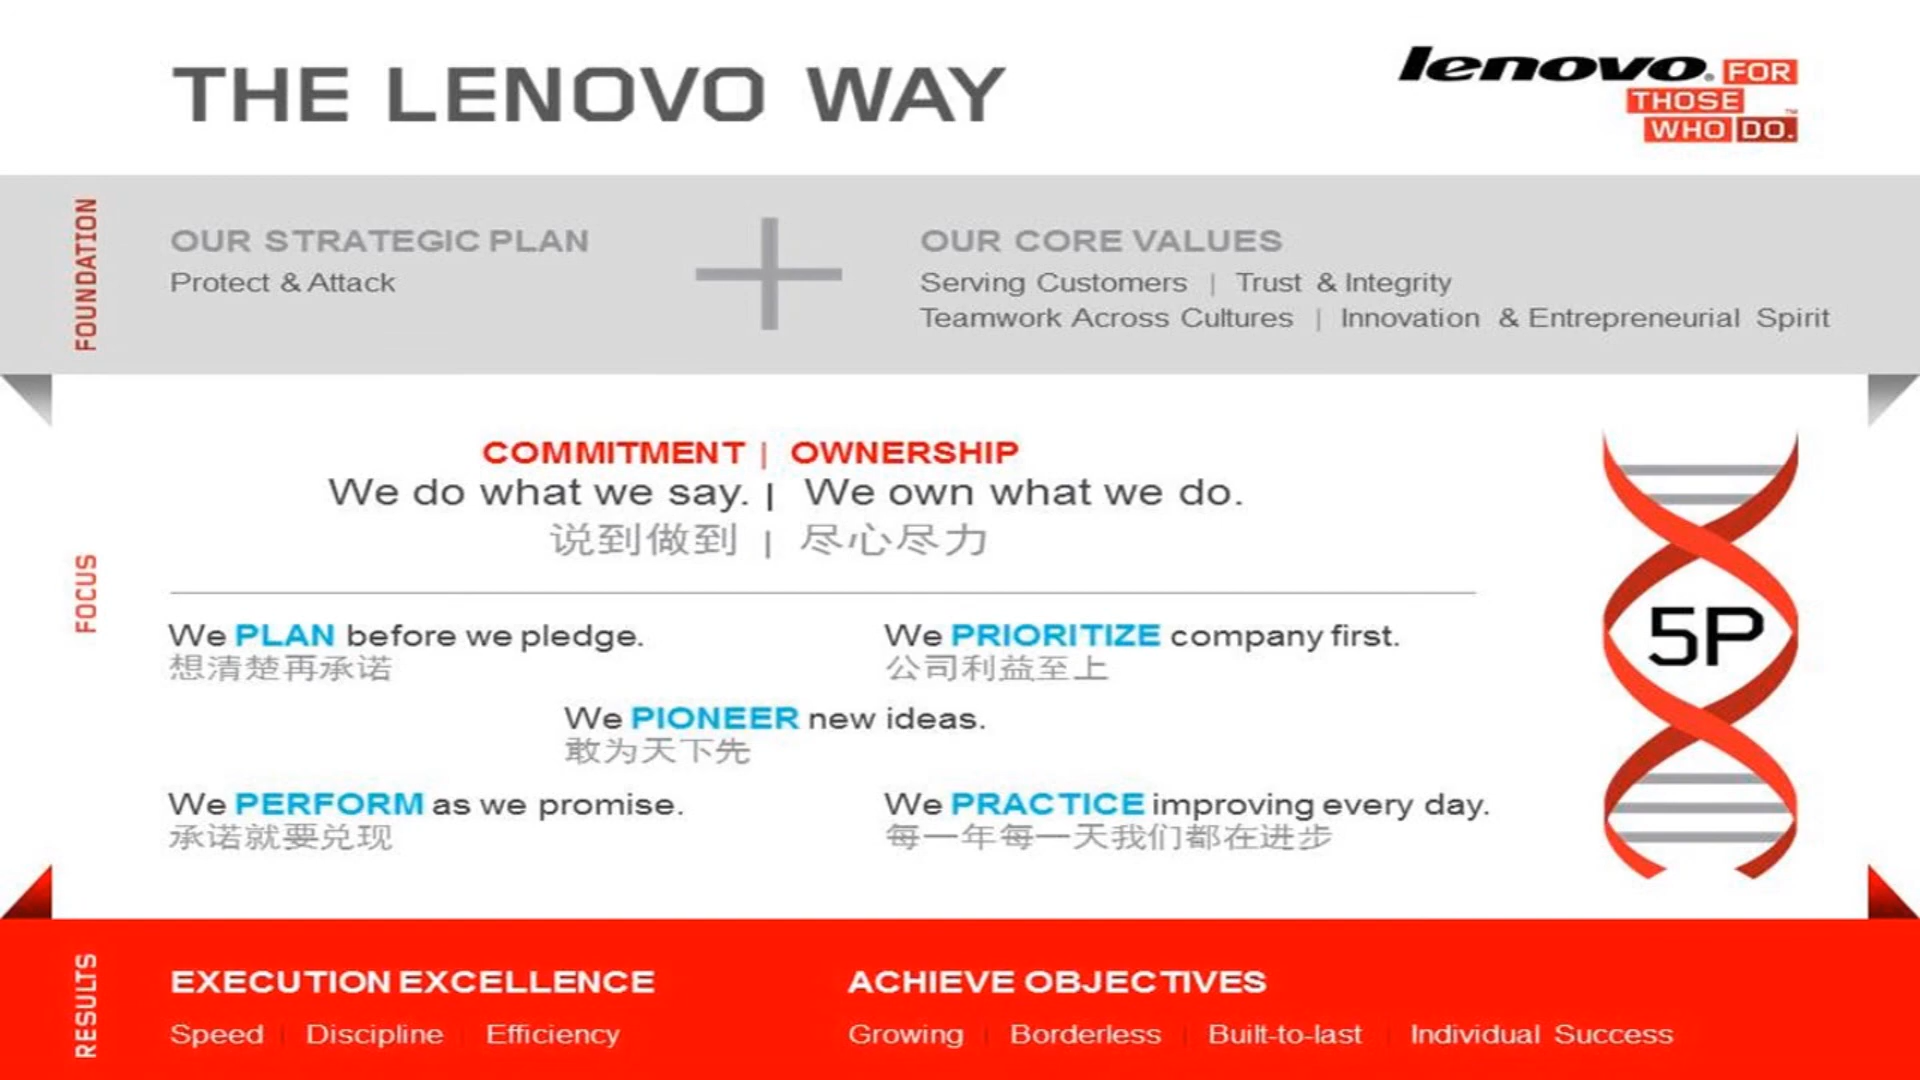 THE LENOVO WAY
lenovo. FOR
THOSE
WHO DO.™
FOUNDATION
OUR STRATEGIC PLAN
Protect & Attack
OUR CORE VALUES
Serving Customers | Trust & Integrity
Teamwork Across Cultures | Innovation & Entrepreneurial Spirit
FOCUS
COMMITMENT | OWNERSHIP
We do what we say. | We own what we do.
说到做到 | 尽心尽力
We PLAN before we pledge.
想清楚再承诺
We PRIORITIZE company first.
公司利益至上
We PIONEER new ideas.
敢为天下先
We PERFORM as we promise.
承诺就要兑现
We PRACTICE improving every day.
每一年每一天我们都在进步
5P
RESULTS
EXECUTION EXCELLENCE
Speed | Discipline | Efficiency
ACHIEVE OBJECTIVES
Growing | Borderless | Built-to-last | Individual Success